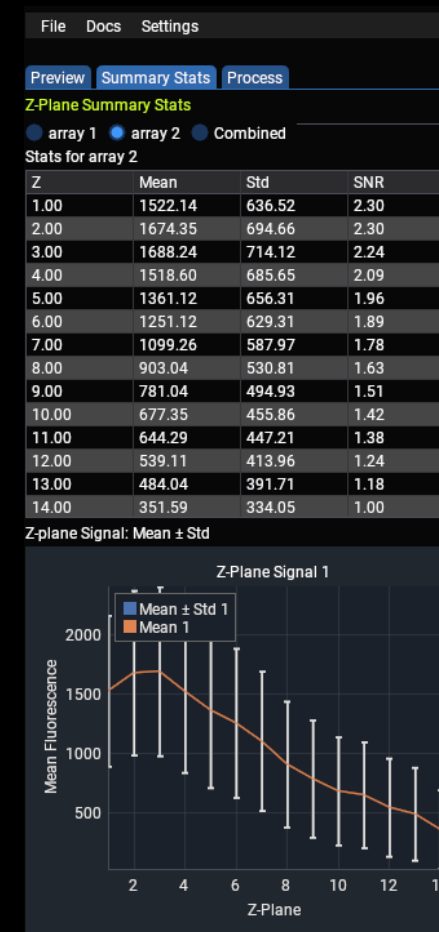 File Docs Settings
Preview Summary Stats Process
Z-Plane Summary Stats
array 1 array 2 Combined
Stats for array 2
Z Mean Std SNR
1.00 1522.14 636.52 2.30
2.00 1674.35 694.66 2.30
3.00 1688.24 714.12 2.24
4.00 1518.60 685.65 2.09
5.00 1361.12 656.31 1.96
6.00 1251.12 629.31 1.89
7.00 1099.26 587.97 1.78
8.00 903.04 530.81 1.63
9.00 781.04 494.93 1.51
10.00 677.35 455.86 1.42
11.00 644.29 447.21 1.38
12.00 539.11 413.96 1.24
13.00 484.04 391.71 1.18
14.00 351.59 334.05 1.00
Z-plane Signal: Mean ± Std
Z-Plane Signal 1
Mean ± Std 1
Mean 1
Mean Fluorescence
2000
1500
1000
500
2 4 6 8 10 12
Z-Plane